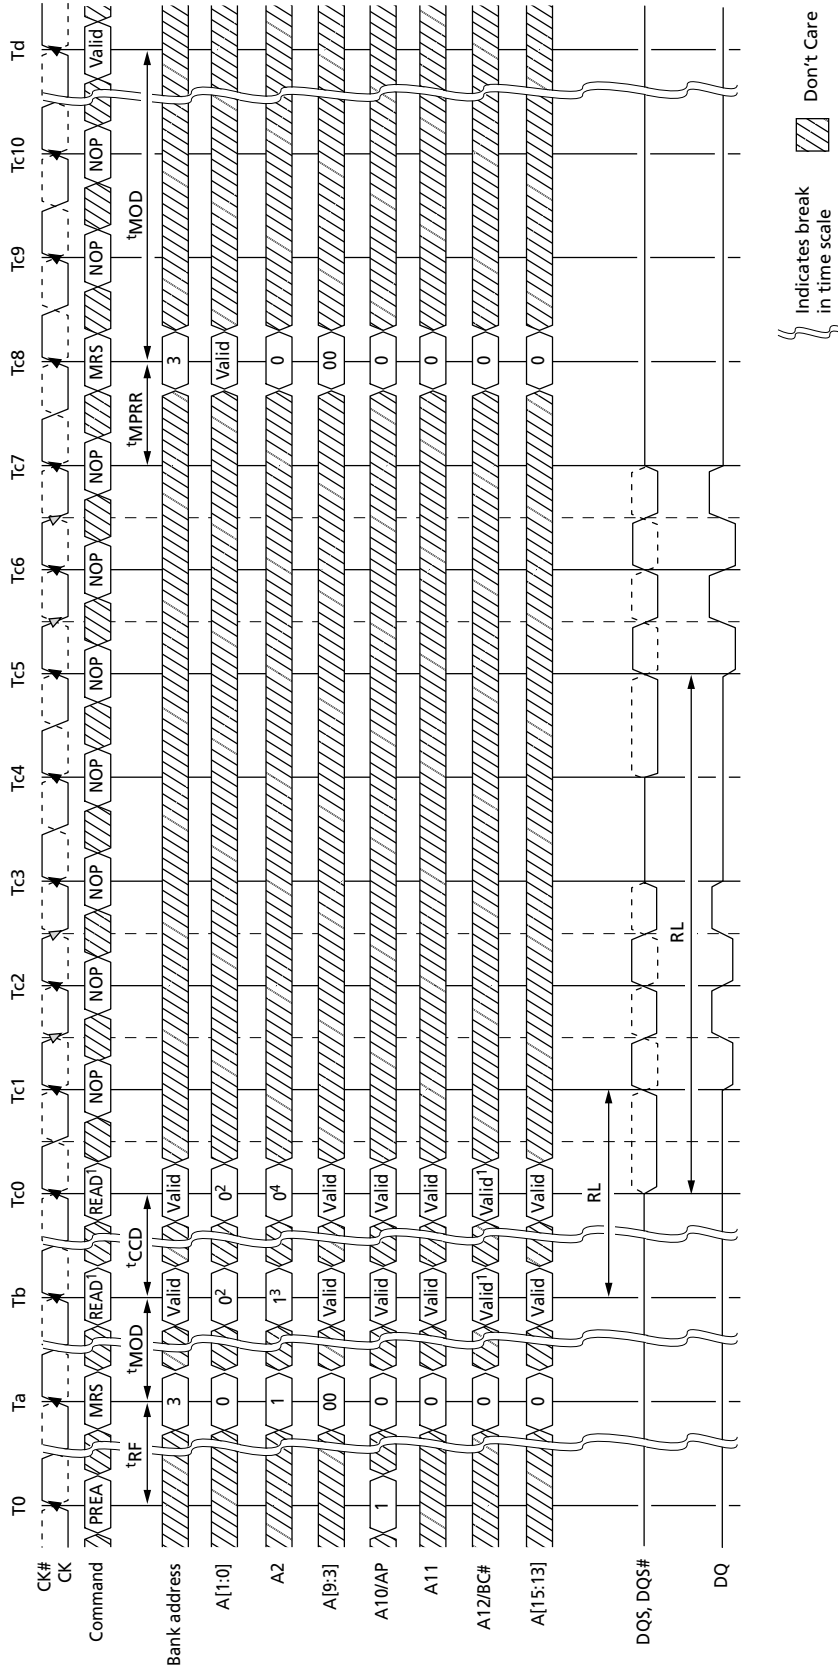 T0 Ta Tb Tc0 Tc1 Tc2 Tc3 Tc4 Tc5 Tc6 Tc7 Tc8 Tc9 Tc10 Td
CK#
CK
Command PREA MRS READ1 READ1 NOP NOP NOP NOP NOP NOP NOP MRS NOP NOP Valid
tRF tMOD tCCD tMPRR tMOD
Bank address 3 Valid Valid 3
A[1:0] 0 02 02 Valid
A2 1 13 04 0
A[9:3] 00 Valid Valid 00
A10/AP 1 0 Valid Valid 0
A11 0 Valid Valid 0
A12/BC# 0 Valid1 Valid1 0
A[15:13] 0 Valid Valid 0
RL
DQS, DQS#
RL
DQ
Indicates break
in time scale
Don't Care